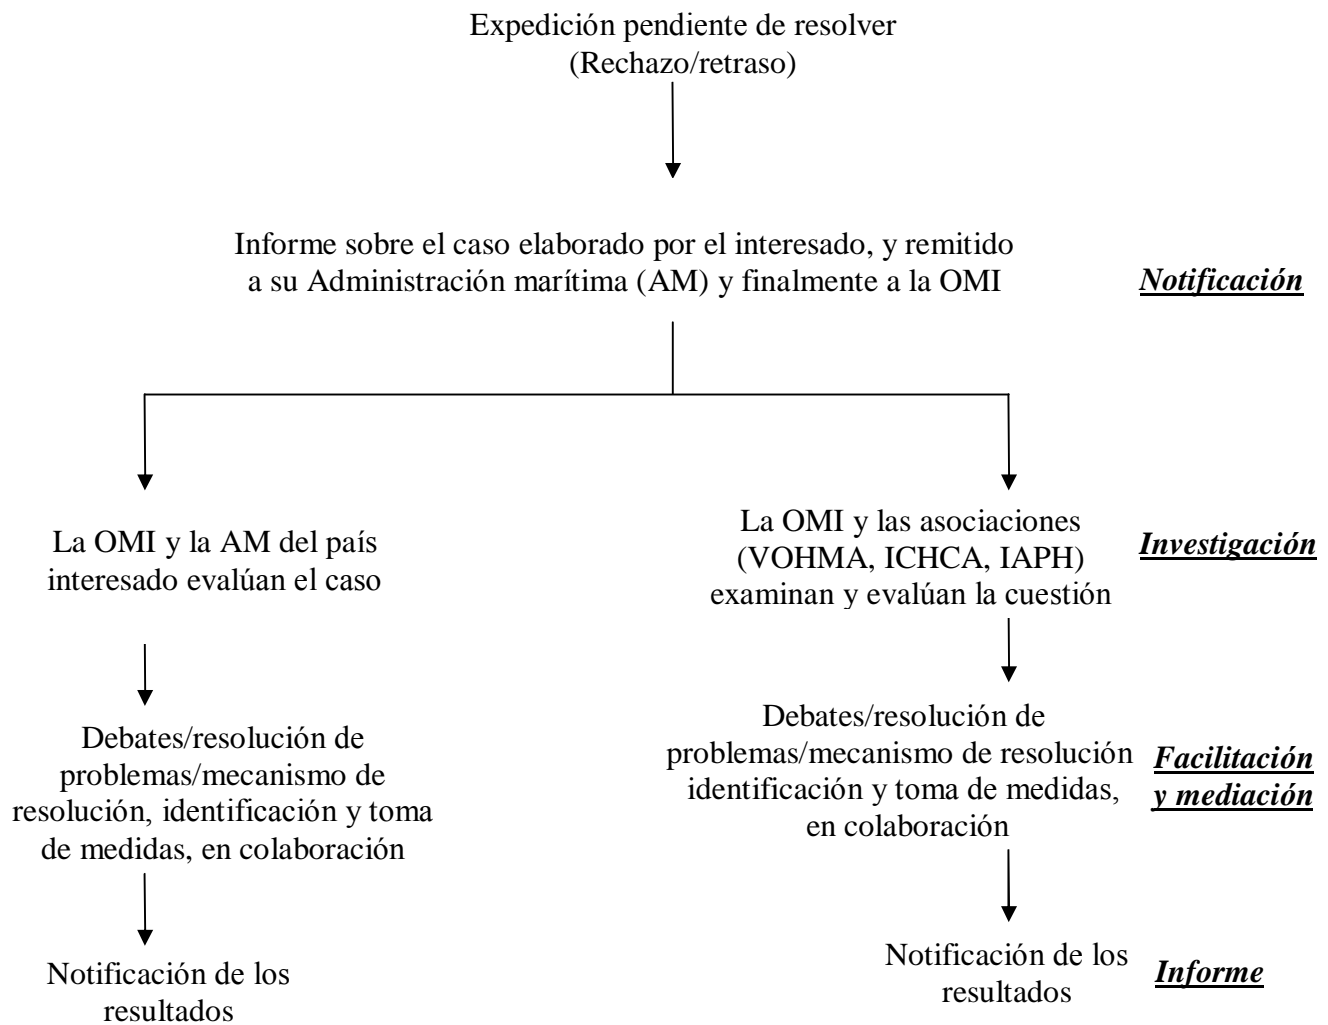 Expedición pendiente de resolver
(Rechazo/retraso)
Informe sobre el caso elaborado por el interesado, y remitido
a su Administración marítima (AM) y finalmente a la OMI
Notificación
La OMI y la AM del país
interesado evalúan el caso
La OMI y las asociaciones
(VOHMA, ICHCA, IAPH)
examinan y evalúan la cuestión
Investigación
Debates/resolución de
problemas/mecanismo de
resolución, identificación y toma
de medidas, en colaboración
Debates/resolución de
problemas/mecanismo de resolución
identificación y toma de medidas,
en colaboración
Facilitación
y mediación
Notificación de los
resultados
Notificación de los
resultados
Informe